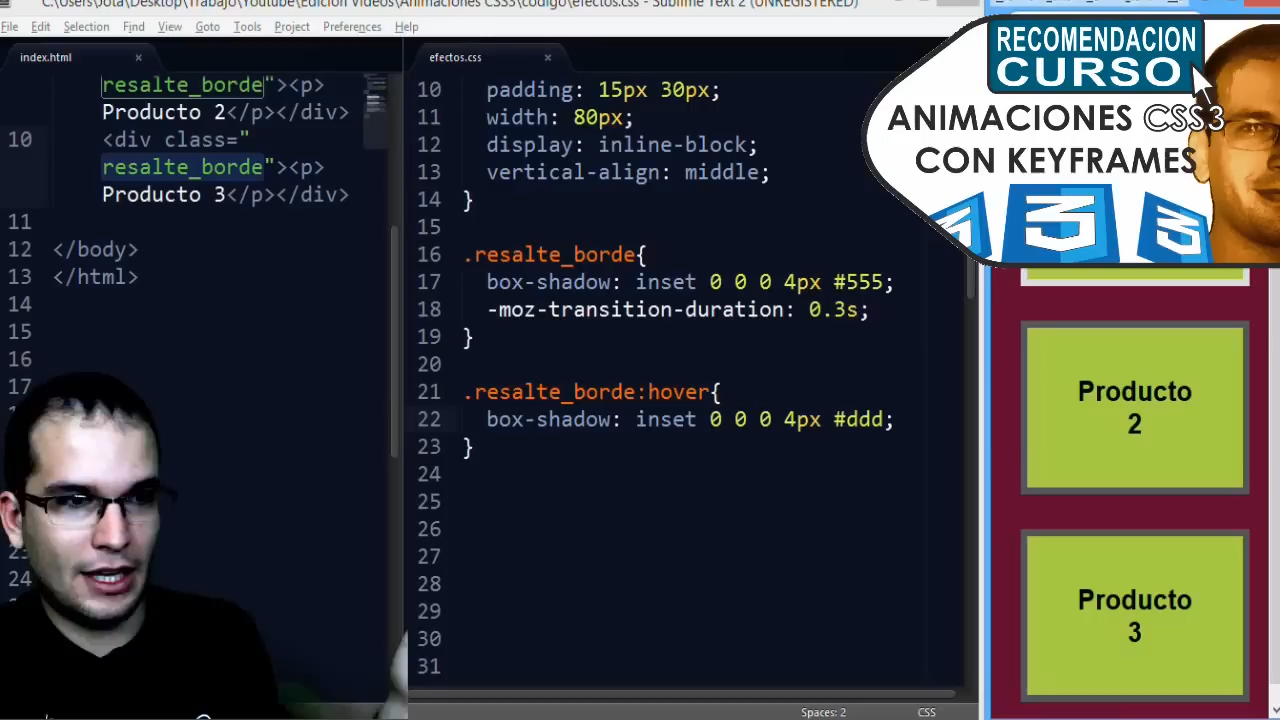 C:\Users\Jota\Desktop\Trabajo\Youtube\Edicion Videos\Animaciones CSS3\codigo\efectos.css - Sublime Text 2 (UNREGISTERED)
File Edit Selection Find View Goto Tools Project Preferences Help
index.html
resalte_borde"><p>
Producto 2</p></div>
10 <div class="
resalte_borde"><p>
Producto 3</p></div>
11
12 </body>
13 </html>
14
15
16
17
24
efectos.css
10 padding: 15px 30px;
11 width: 80px;
12 display: inline-block;
13 vertical-align: middle;
14 }
15
16 .resalte_borde{
17 box-shadow: inset 0 0 0 4px #555;
18 -moz-transition-duration: 0.3s;
19 }
20
21 .resalte_borde:hover{
22 box-shadow: inset 0 0 0 4px #ddd;
23 }
24
25
26
27
28
29
30
31
Spaces: 2 CSS
RECOMENDACION
CURSO
ANIMACIONES CSS3
CON KEYFRAMES
Producto
2
Producto
3